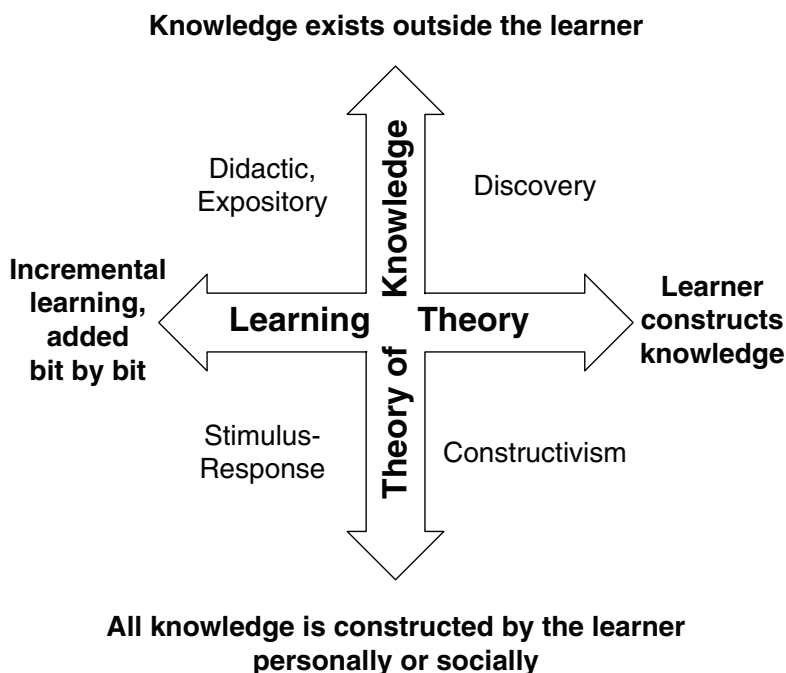 Knowledge exists outside the learner
Didactic,
Expository
Discovery
Theory of Knowledge
Incremental
learning,
added
bit by bit
Learning Theory
Learner
constructs
knowledge
Stimulus-
Response
Constructivism
All knowledge is constructed by the learner
personally or socially